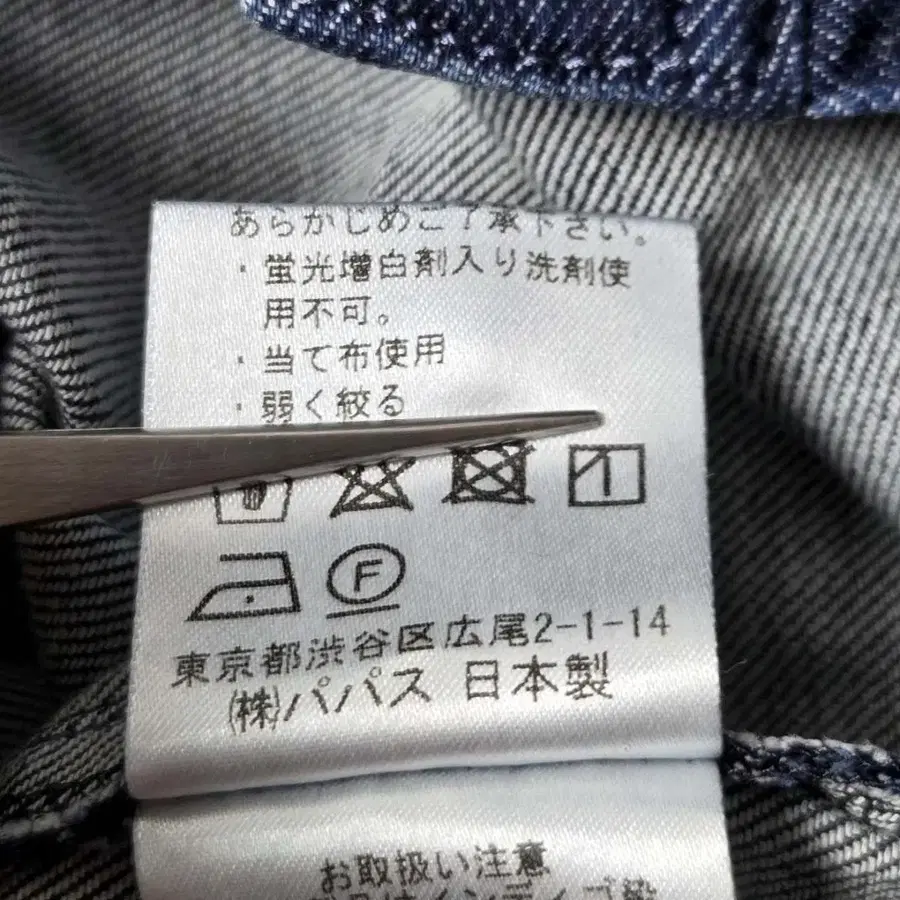 あらかじめご了承下さい。
・蛍光増白剤入り洗剤使
用不可。
・当て布使用
・弱く絞る
F
東京都渋谷区広尾2-1-14
㈱パパス 日本製
お取扱い注意